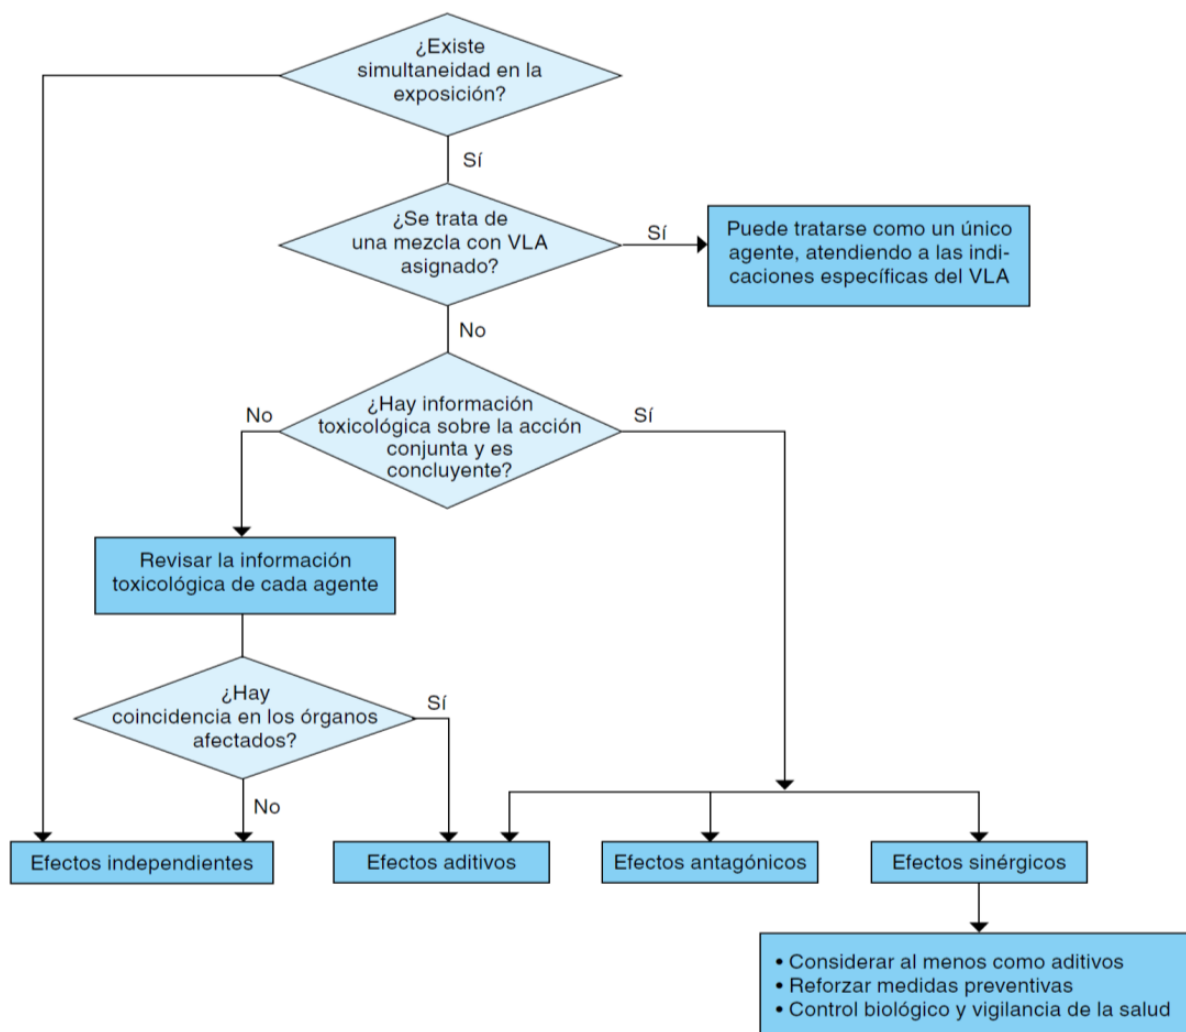 ¿Existe
simultaneidad en la
exposición?
Sí
¿Se trata de
una mezcla con VLA
asignado?
Sí
Puede tratarse como un único
agente, atendiendo a las indi-
caciones específicas del VLA
No
¿Hay información
toxicológica sobre la acción
conjunta y es
concluyente?
No
Sí
Revisar la información
toxicológica de cada agente
¿Hay
coincidencia en los órganos
afectados?
Sí
No
Efectos independientes
Efectos aditivos
Efectos antagónicos
Efectos sinérgicos
• Considerar al menos como aditivos
• Reforzar medidas preventivas
• Control biológico y vigilancia de la salud